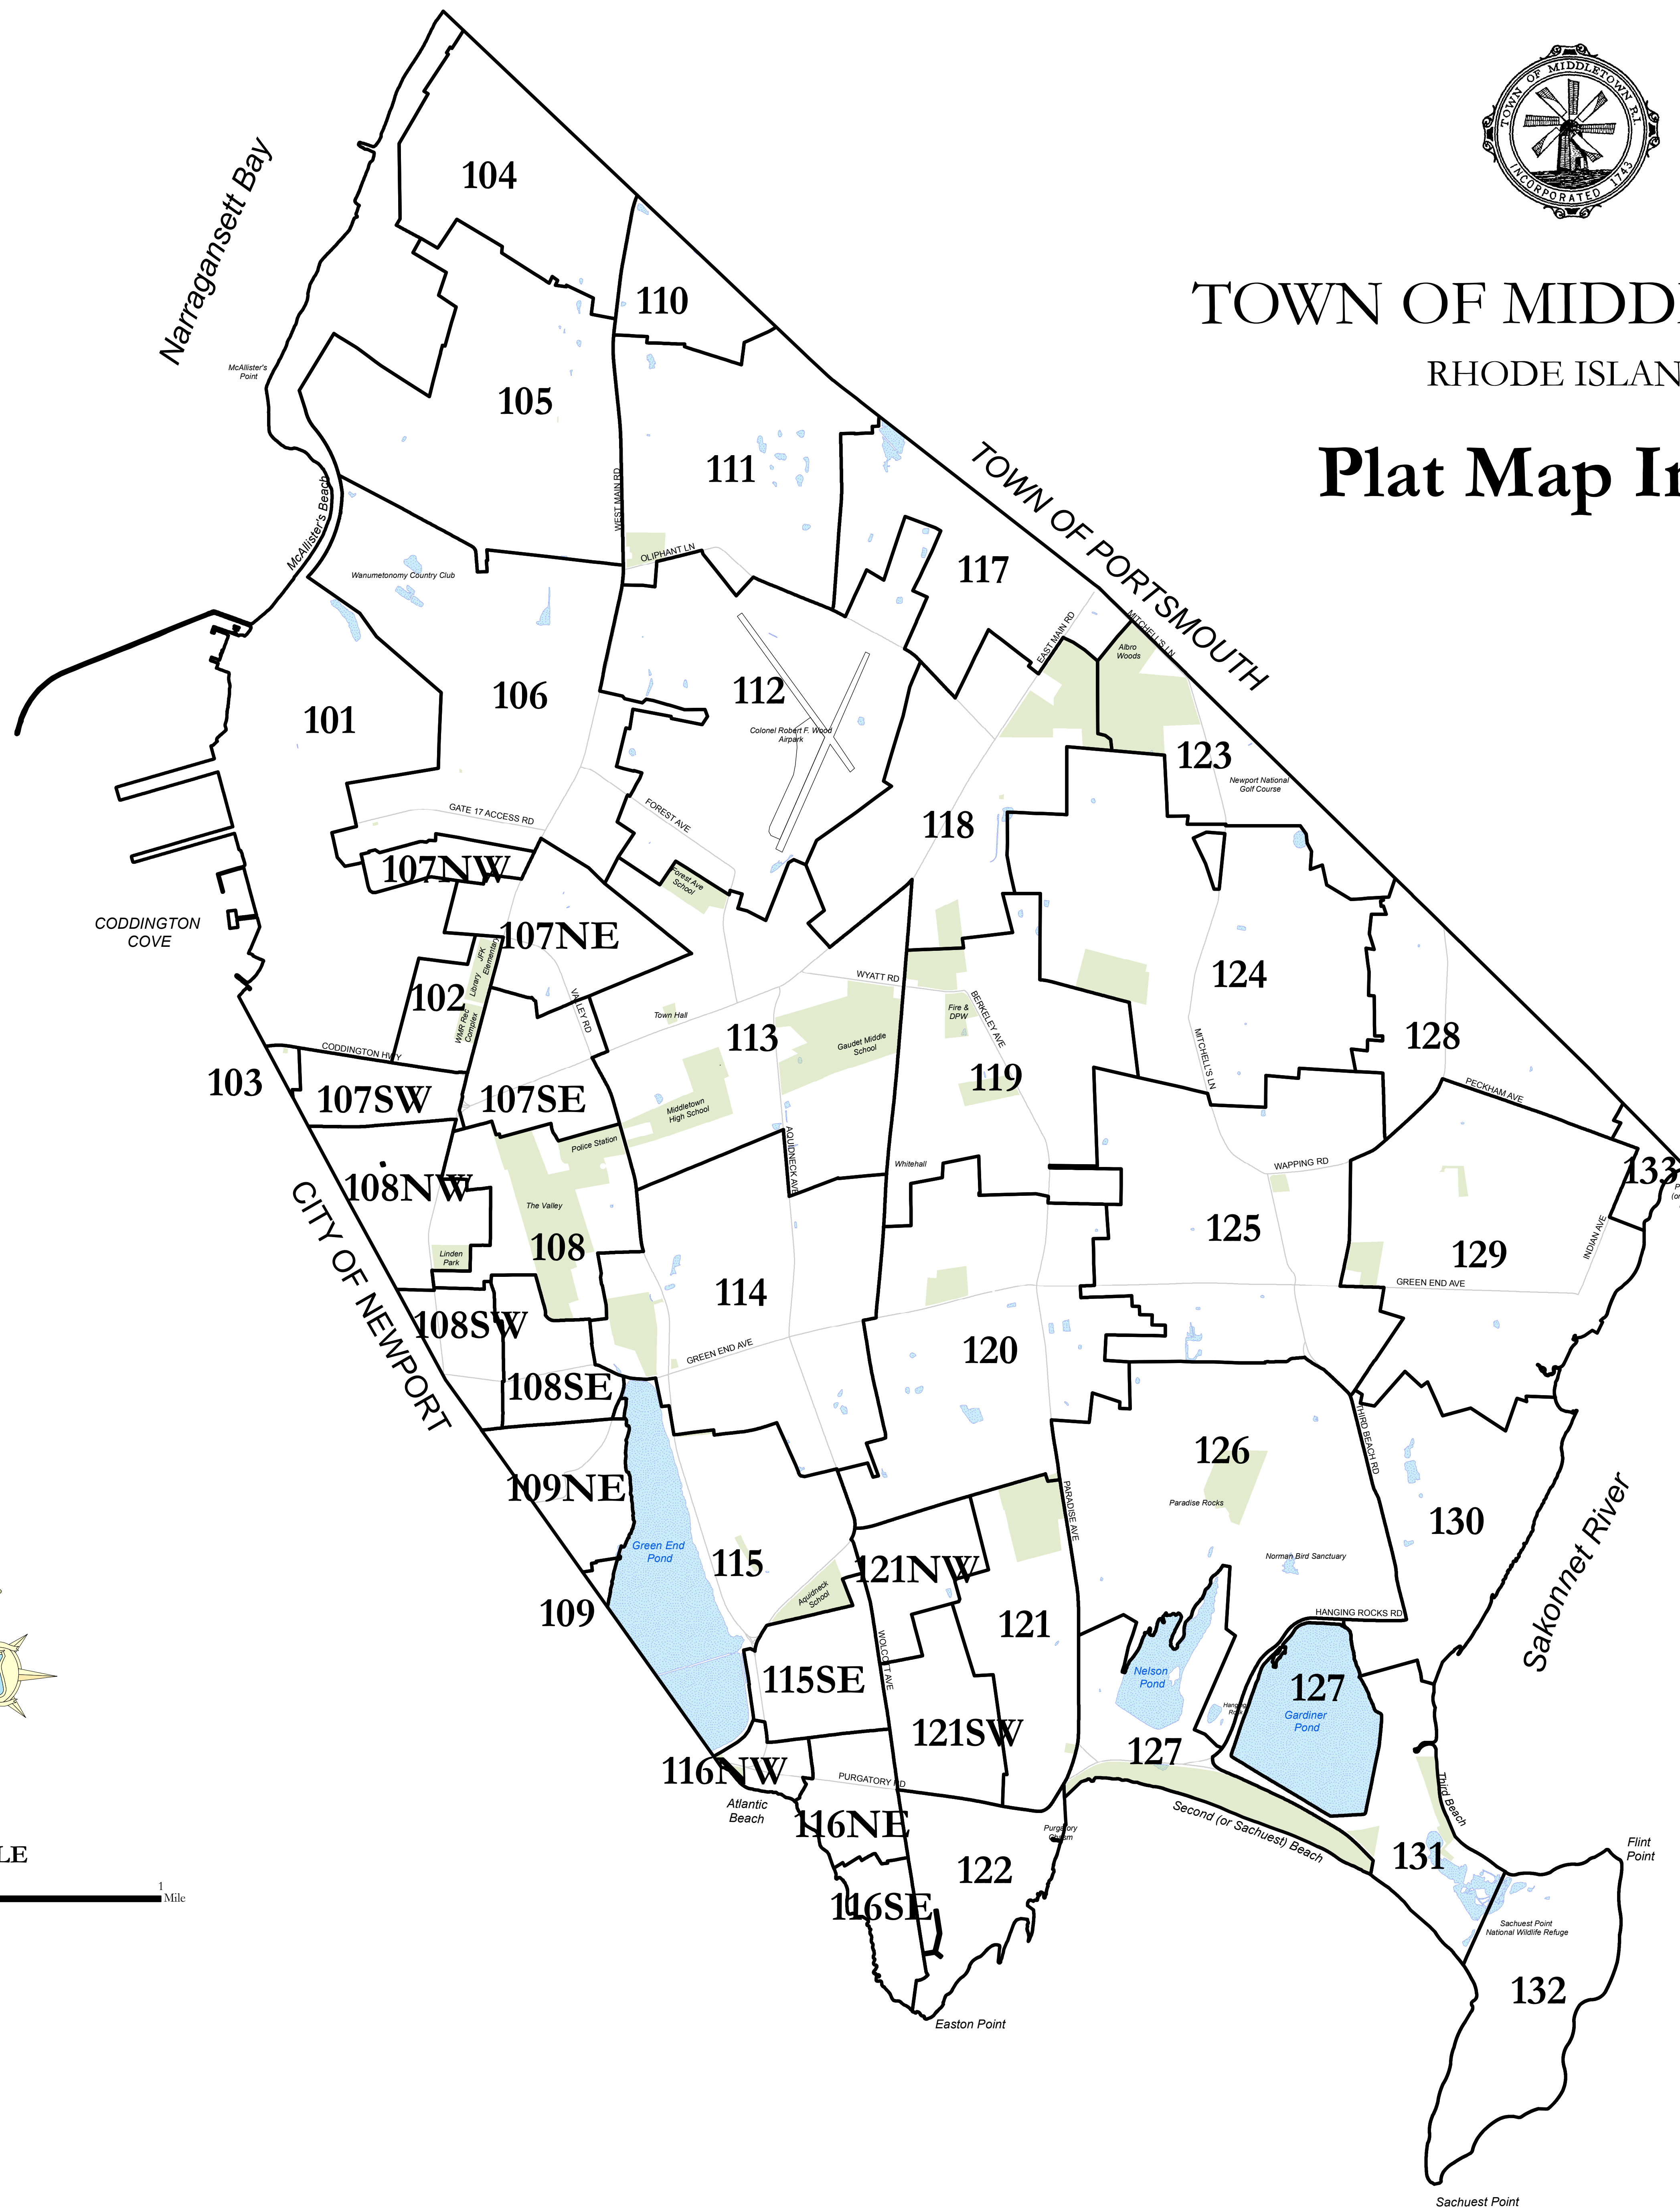 TOWN OF MIDDLETOWN R.I.
INCORPORATED 1743
TOWN OF MIDD
RHODE ISLAN
Plat Map In
Narragansett Bay
104
110
McAllister's
Point
105
111
WEST MAIN RD
OLIPHANT LN
McAllister's Beach
Wanumetonomy Country Club
TOWN OF PORTSMOUTH
117
EAST MAIN RD
MITCHELL'S LN
Albro
Woods
101
106
112
Colonel Robert F. Wood
Airpark
123
Newport National
Golf Course
GATE 17 ACCESS RD
FOREST AVE
118
107NW
Forest Ave
School
CODDINGTON
COVE
107NE
JFK
Elementary
Library
102
WMR Rec
Complex
VALLEY RD
WYATT RD
BERKELEY AVE
Fire &
DPW
124
Town Hall
113
Gaudet Middle
School
MITCHELL'S LN
128
CODDINGTON HWY
103
107SW
107SE
119
Middletown
High School
PECKHAM AVE
Police Station
AQUIDNECK AVE
Whitehall
WAPPING RD
133
P
(or
108NW
The Valley
CITY OF NEWPORT
108
Linden
Park
125
129
INDIAN AVE
114
GREEN END AVE
108SW
GREEN END AVE
120
108SE
THIRD BEACH RD
126
109NE
PARADISE AVE
Paradise Rocks
130
Sakonnet River
Green End
Pond
115
121NW
Norman Bird Sanctuary
Aquidneck
School
109
121
HANGING ROCKS RD
WOLCOTT AVE
115SE
Nelson
Pond
127
Gardiner
Pond
Hanging
Rock
121SW
127
116NW
PURGATORY RD
Atlantic
Beach
116NE
Purgatory
Chasm
Second (or Sachuest) Beach
Third Beach
131
Flint
Point
LE
1
Mile
122
116SE
Sachuest Point
National Wildlife Refuge
132
Easton Point
Sachuest Point